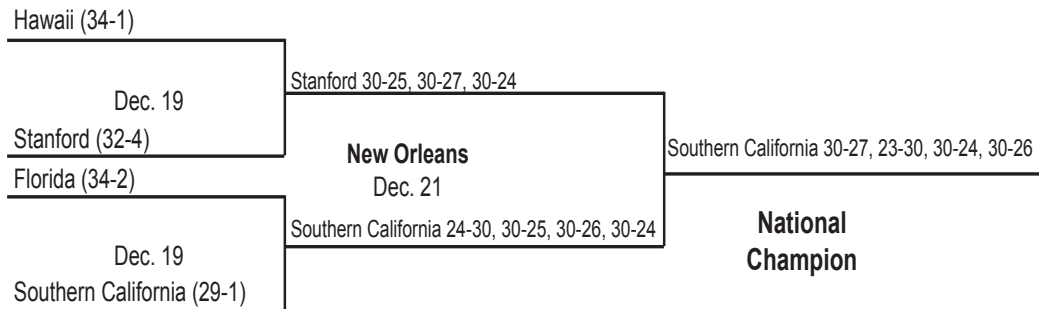 Hawaii (34-1)
Dec. 19
Stanford (32-4)
Stanford 30-25, 30-27, 30-24
Florida (34-2)
Dec. 19
Southern California (29-1)
Southern California 24-30, 30-25, 30-26, 30-24
New Orleans
Dec. 21
Southern California 30-27, 23-30, 30-24, 30-26
National
Champion